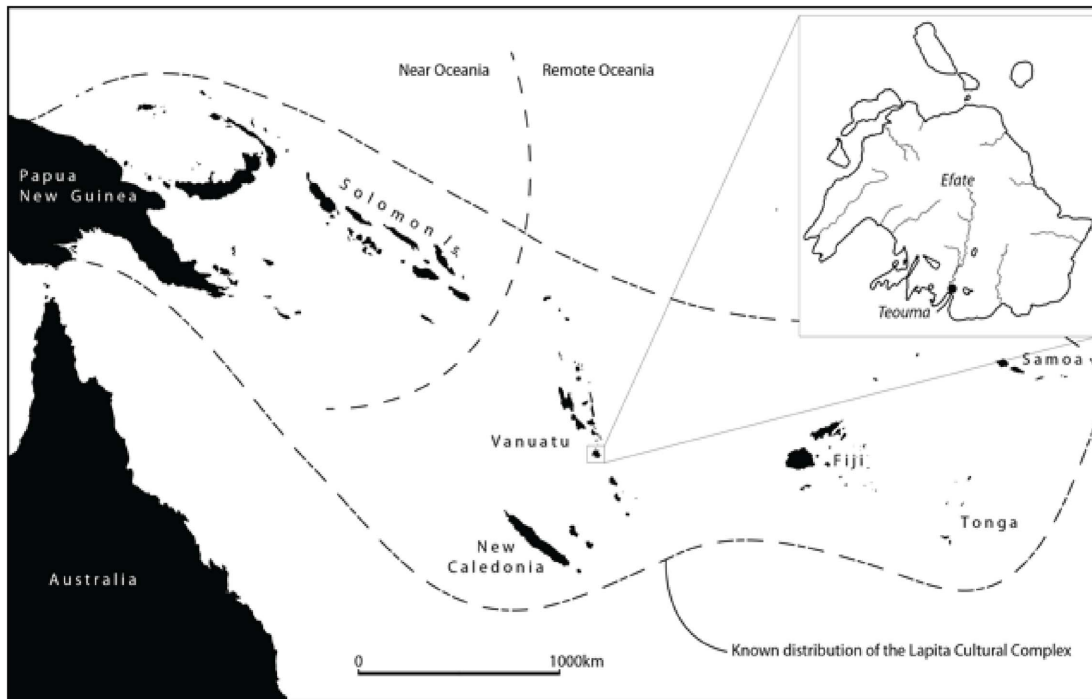 Near Oceania
Remote Oceania
Papua
New Guinea
Solomon Is.
Efate
Teouma
Samoa
Vanuatu
Fiji
Tonga
New
Caledonia
Australia
Known distribution of the Lapita Cultural Complex
0
1000km